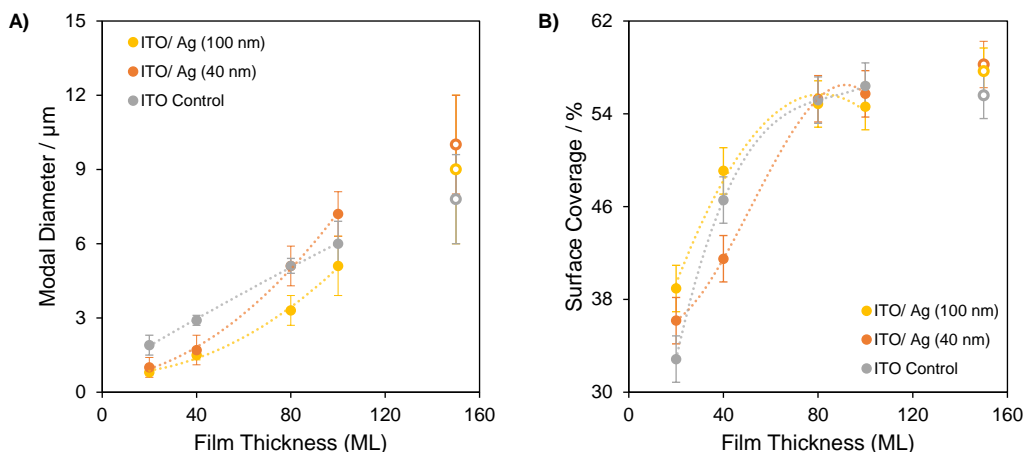 A)
15
12
9
6
3
0
Modal Diameter / µm
ITO/ Ag (100 nm)
ITO/ Ag (40 nm)
ITO Control
0
40
80
120
160
Film Thickness (ML)
B)
62
54
46
38
30
Surface Coverage / %
ITO/ Ag (100 nm)
ITO/ Ag (40 nm)
ITO Control
0
40
80
120
160
Film Thickness (ML)